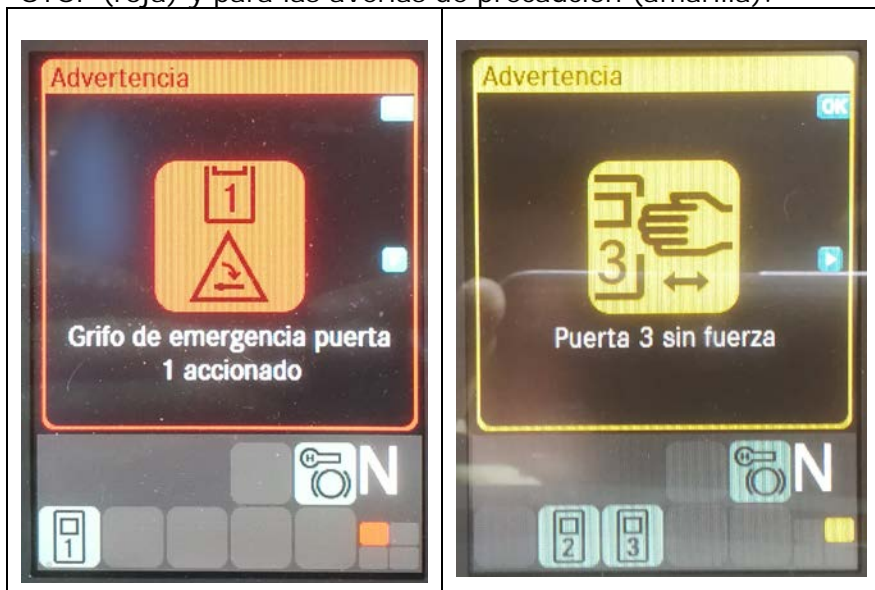 STOP (roja) y para las averías de precaución (amarilla):
Advertencia
1
Grifo de emergencia puerta
1 accionado
H
N
1
Advertencia
OK
3
Puerta 3 sin fuerza
H
N
2
3